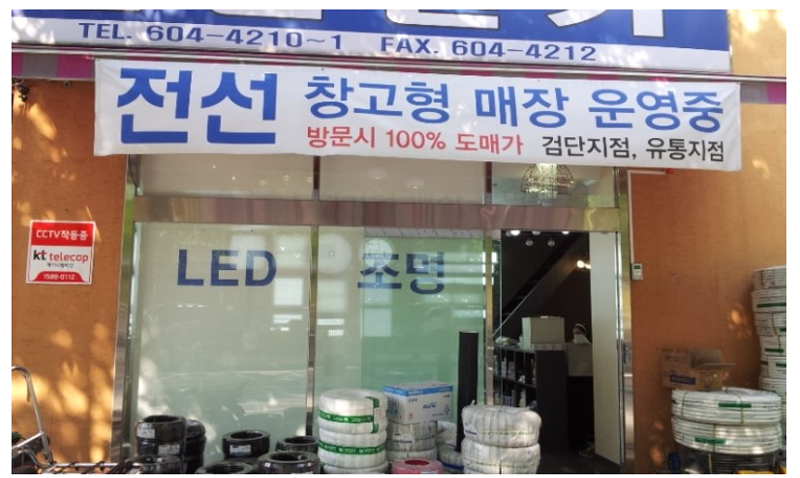 TEL. 604-4210~1 FAX. 604-4212
전선 창고형 매장 운영중
방문시 100% 도매가 검단지점, 유통지점
CCTV작동중
kt telecop
1588-0112
LED 조명